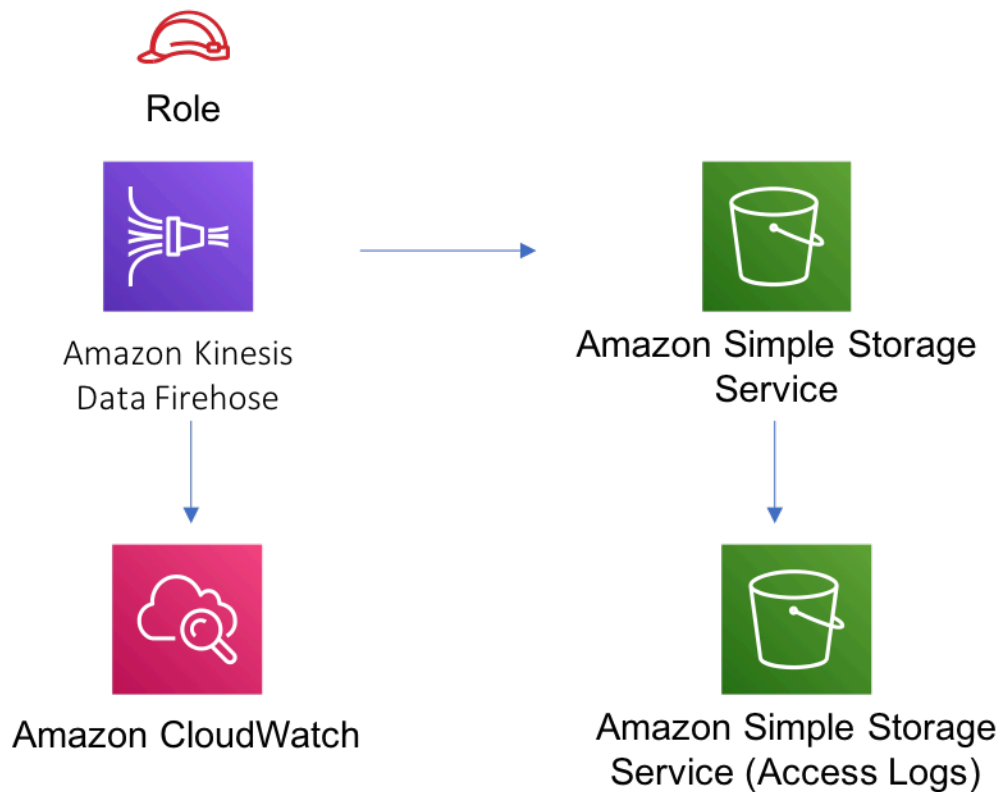 Role
Amazon Kinesis
Data Firehose
Amazon Simple Storage
Service
Amazon CloudWatch
Amazon Simple Storage
Service (Access Logs)